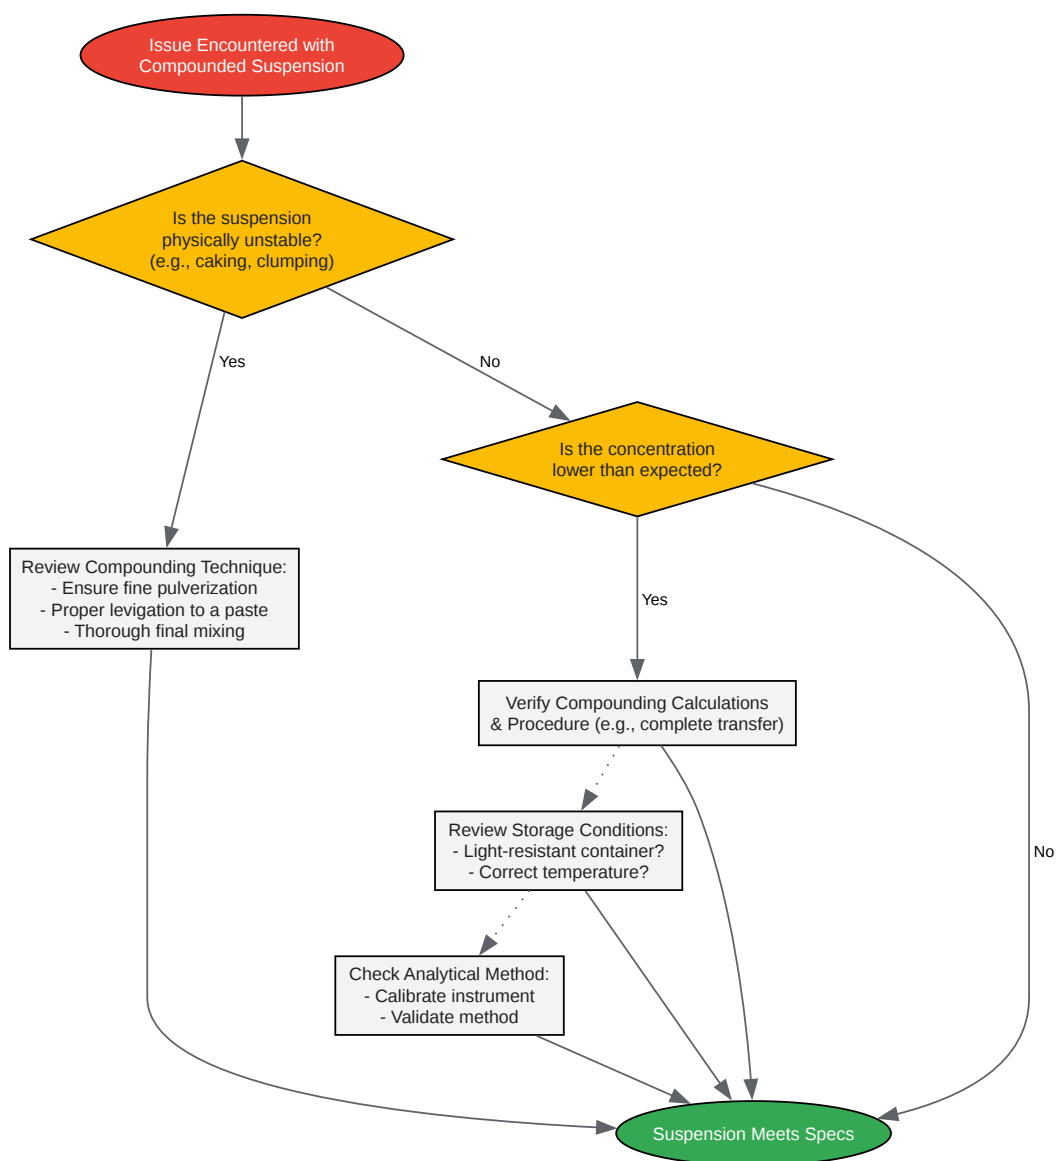 Issue Encountered with
Compounded Suspension
Is the suspension
physically unstable?
(e.g., caking, clumping)
Yes
No
Is the concentration
lower than expected?
Review Compounding Technique:
- Ensure fine pulverization
- Proper levigation to a paste
- Thorough final mixing
Yes
Verify Compounding Calculations
& Procedure (e.g., complete transfer)
Review Storage Conditions:
- Light-resistant container?
- Correct temperature?
No
Check Analytical Method:
- Calibrate instrument
- Validate method
Suspension Meets Specs